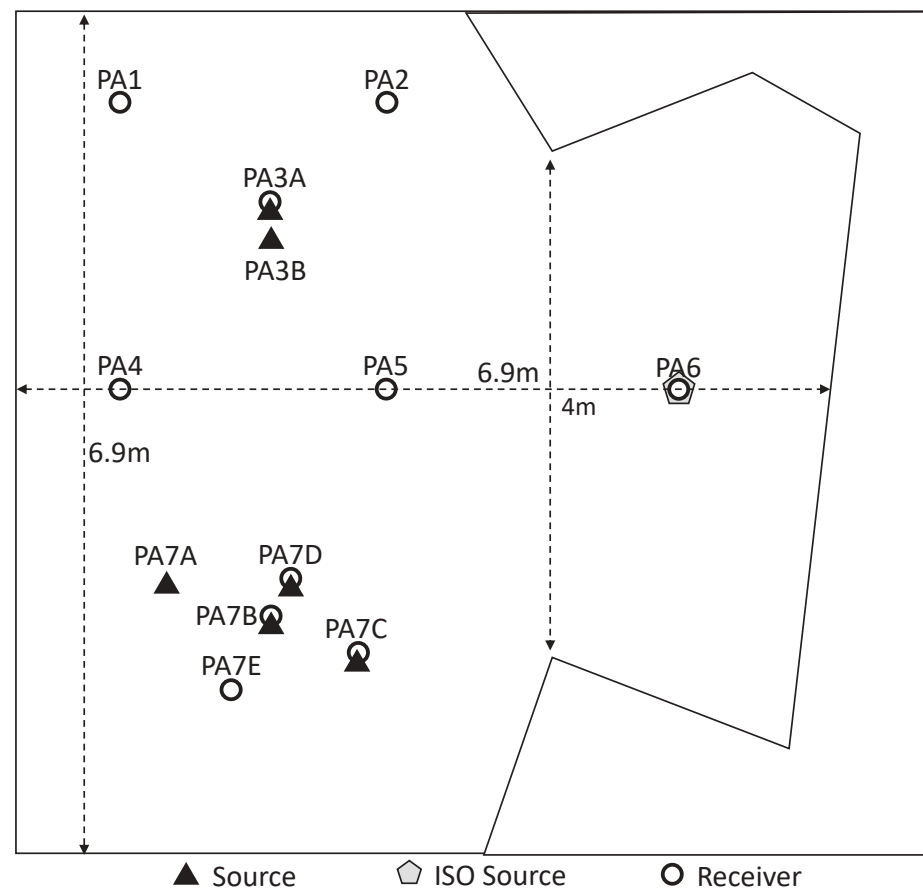 PA1
PA2
PA3A
PA3B
PA4
PA5
6.9m
PA6
4m
6.9m
PA7A
PA7D
PA7B
PA7C
PA7E
Source
ISO Source
Receiver